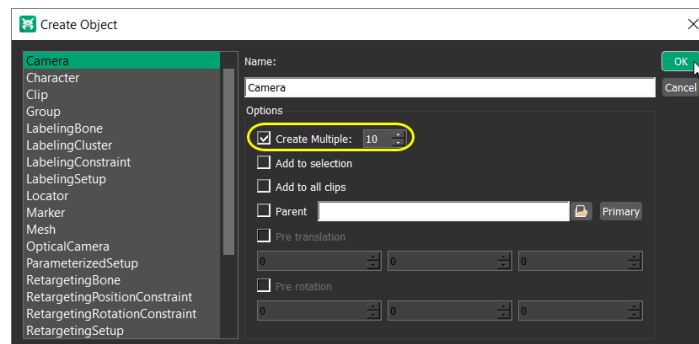 Create Object
Camera
Character
Clip
Group
LabelingBone
LabelingCluster
LabelingConstraint
LabelingSetup
Locator
Marker
Mesh
OpticalCamera
ParameterizedSetup
RetargetingBone
RetargetingPositionConstraint
RetargetingRotationConstraint
RetargetingSetup
Name:
Camera
Options
Create Multiple: 10
Add to selection
Add to all clips
Parent Primary
Pre translation
0 0 0
Pre rotation
0 0 0
OK
Cancel